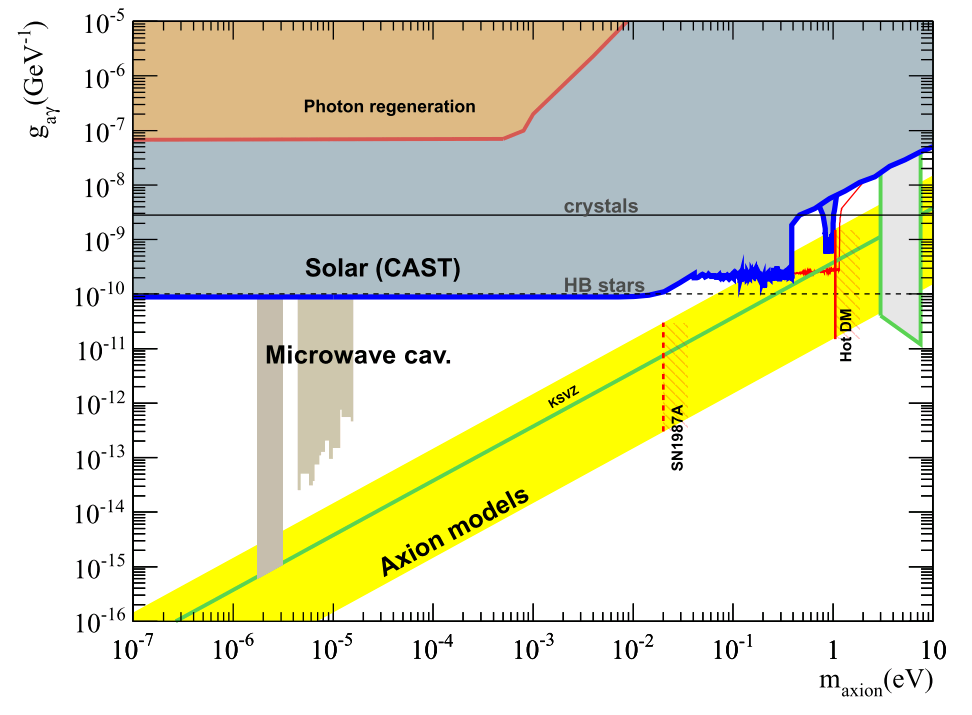 g_aγ(GeV^-1)
10^-5
10^-6
10^-7
10^-8
10^-9
10^-10
10^-11
10^-12
10^-13
10^-14
10^-15
10^-16
Photon regeneration
crystals
Solar (CAST)
HB stars
Microwave cav.
Hot DM
KSVZ
SN1987A
Axion models
10^-7
10^-6
10^-5
10^-4
10^-3
10^-2
10^-1
1
10
m_axion(eV)